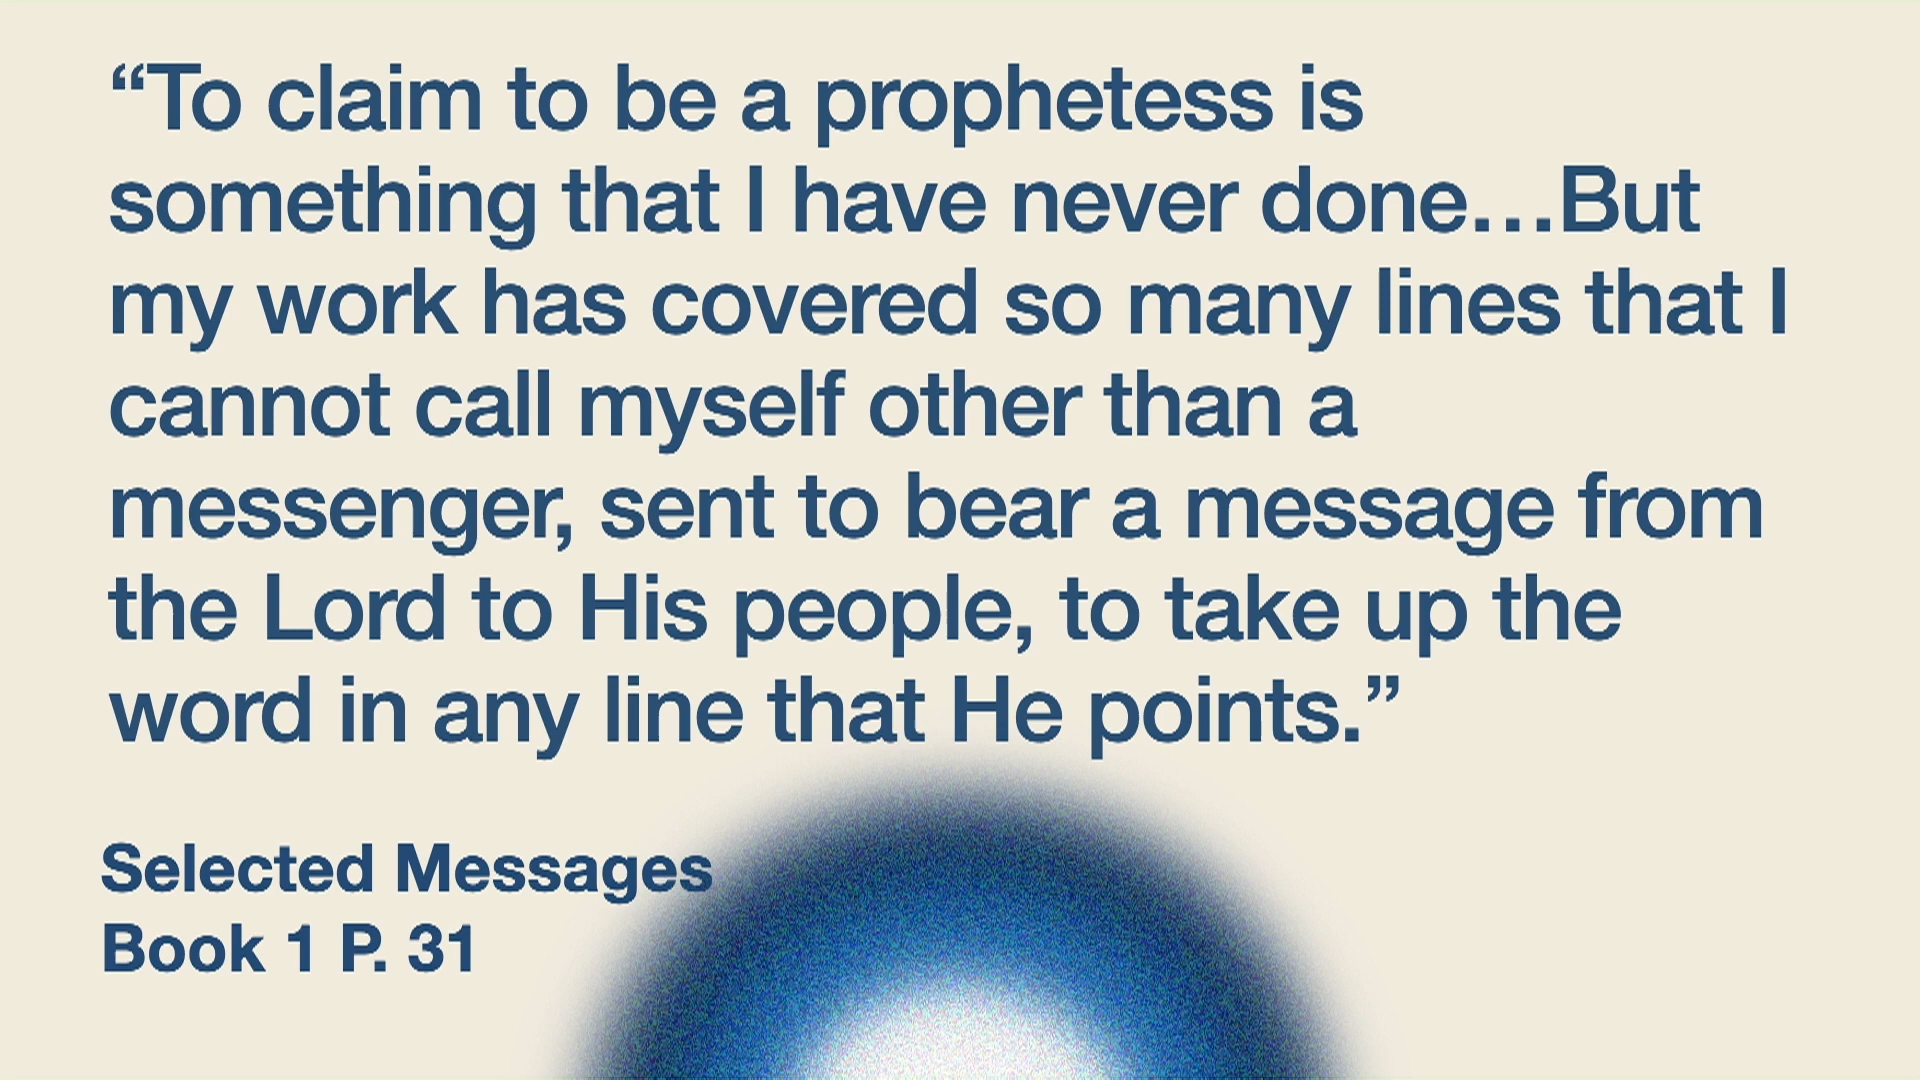 “To claim to be a prophetess is
something that I have never done…But
my work has covered so many lines that I
cannot call myself other than a
messenger, sent to bear a message from
the Lord to His people, to take up the
word in any line that He points.”
Selected Messages
Book 1 P. 31